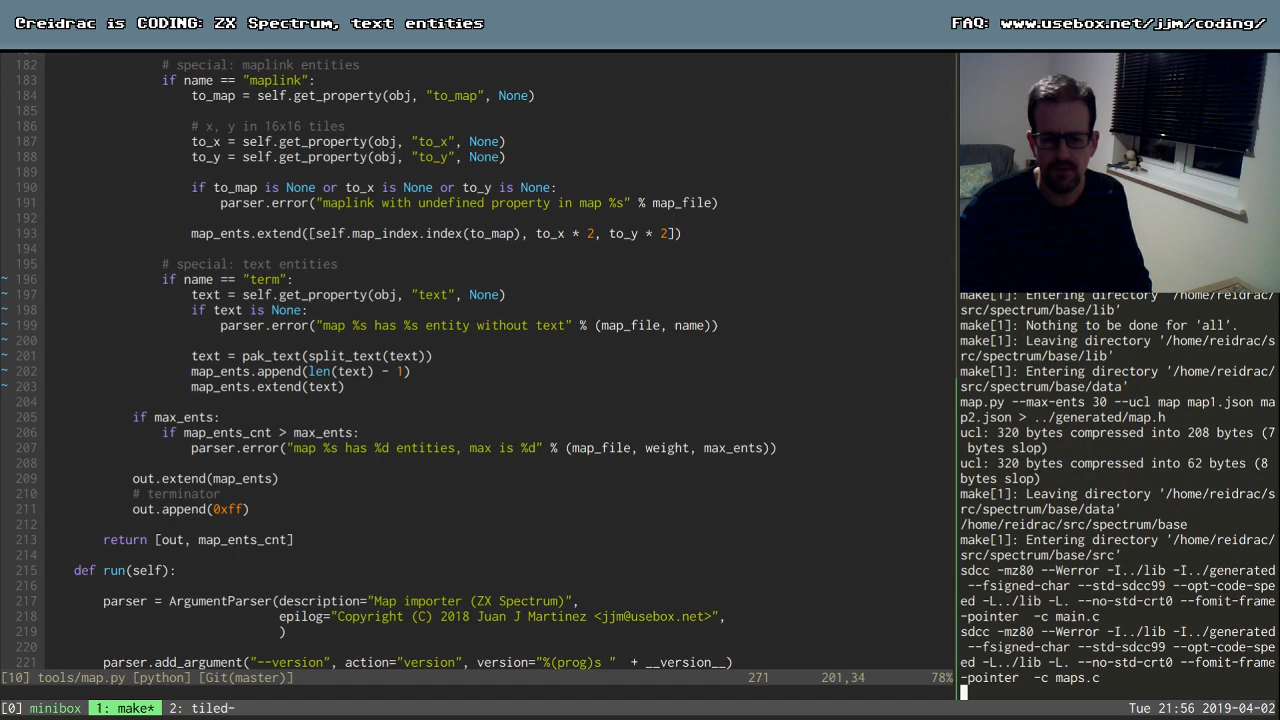 Creidrac is CODING: ZX Spectrum, text entities
FAQ: www.usebox.net/jjm/coding/
182 # special: maplink entities
183 if name == "maplink":
184 to_map = self.get_property(obj, "to_map", None)
185
186 # x, y in 16x16 tiles
187 to_x = self.get_property(obj, "to_x", None)
188 to_y = self.get_property(obj, "to_y", None)
189
190 if to_map is None or to_x is None or to_y is None:
191 parser.error("maplink with undefined property in map %s" % map_file)
192
193 map_ents.extend([self.map_index.index(to_map), to_x * 2, to_y * 2])
194
195 # special: text entities
~ 196 if name == "term":
~ 197 text = self.get_property(obj, "text", None)
~ 198 if text is None:
~ 199 parser.error("map %s has %s entity without text" % (map_file, name))
~ 200
~ 201 text = pak_text(split_text(text))
~ 202 map_ents.append(len(text) - 1)
~ 203 map_ents.extend(text)
204
205 if max_ents:
206 if map_ents_cnt > max_ents:
207 parser.error("map %s has %d entities, max is %d" % (map_file, weight, max_ents))
208
209 out.extend(map_ents)
210 # terminator
211 out.append(0xff)
212
213 return [out, map_ents_cnt]
214
215 def run(self):
216
217 parser = ArgumentParser(description="Map importer (ZX Spectrum)",
218 epilog="Copyright (C) 2018 Juan J Martinez <jjm@usebox.net>",
219 )
220
221 parser.add_argument("--version", action="version", version="%(prog)s " + __version__)
[10] tools/map.py [python] [Git(master)] 271 201,34 78%
make[1]: Entering directory '/home/reidrac/
src/spectrum/base/lib'
make[1]: Nothing to be done for 'all'.
make[1]: Leaving directory '/home/reidrac/s
rc/spectrum/base/lib'
make[1]: Entering directory '/home/reidrac/
src/spectrum/base/data'
map.py --max-ents 30 --ucl map map1.json ma
p2.json > ../generated/map.h
ucl: 320 bytes compressed into 208 bytes (7
bytes slop)
ucl: 320 bytes compressed into 62 bytes (8
bytes slop)
make[1]: Leaving directory '/home/reidrac/s
rc/spectrum/base/data'
/home/reidrac/src/spectrum/base
make[1]: Entering directory '/home/reidrac/
src/spectrum/base/src'
sdcc -mz80 --Werror -I../lib -I../generated
--fsigned-char --std-sdcc99 --opt-code-spe
ed -L../lib -L. --no-std-crt0 --fomit-frame
-pointer -c main.c
sdcc -mz80 --Werror -I../lib -I../generated
--fsigned-char --std-sdcc99 --opt-code-spe
ed -L../lib -L. --no-std-crt0 --fomit-frame
-pointer -c maps.c
[0] minibox 1: make* 2: tiled- Tue 21:56 2019-04-02